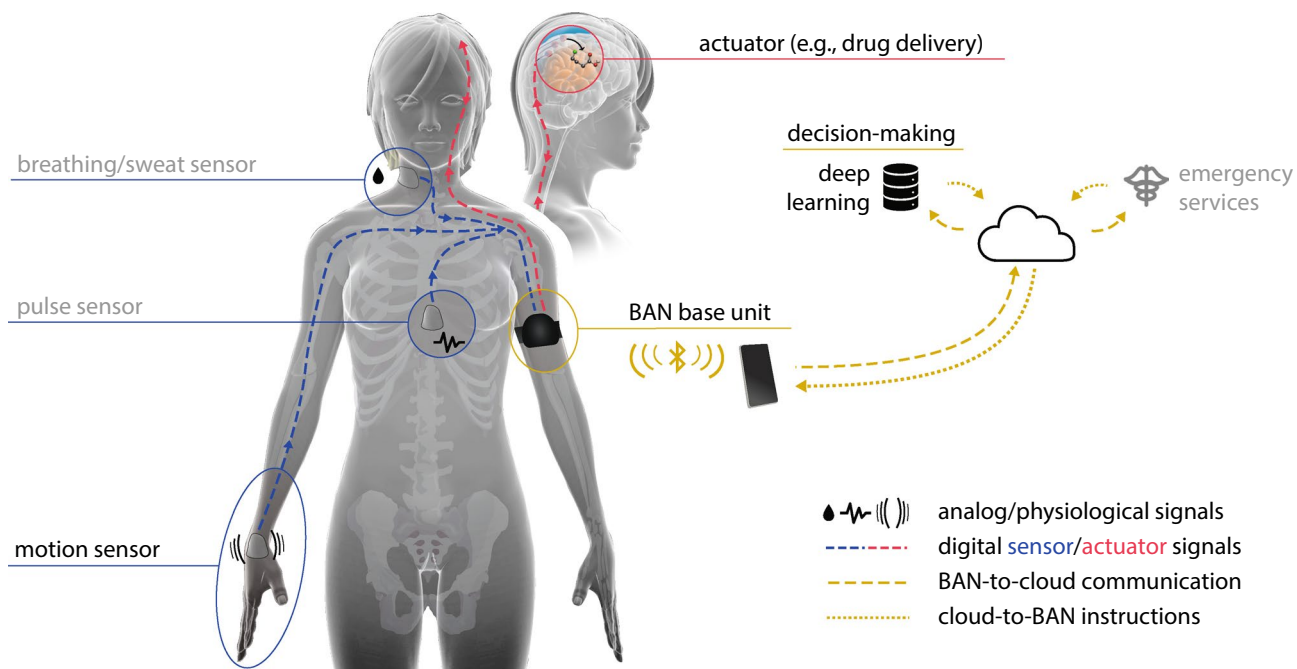 actuator (e.g., drug delivery)
decision-making
deep
learning
emergency
services
breathing/sweat sensor
pulse sensor
BAN base unit
motion sensor
analog/physiological signals
digital sensor/actuator signals
BAN-to-cloud communication
cloud-to-BAN instructions